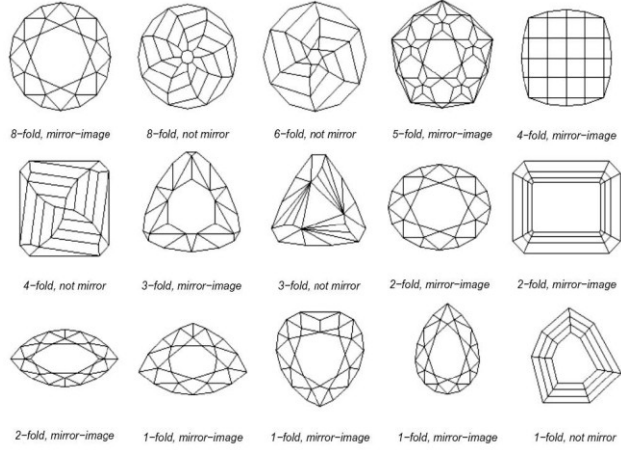 8-fold, mirror-image
8-fold, not mirror
6-fold, not mirror
5-fold, mirror-image
4-fold, mirror-image
4-fold, not mirror
3-fold, mirror-image
3-fold, not mirror
2-fold, mirror-image
2-fold, mirror-image
2-fold, mirror-image
1-fold, mirror-image
1-fold, mirror-image
1-fold, mirror-image
1-fold, not mirror